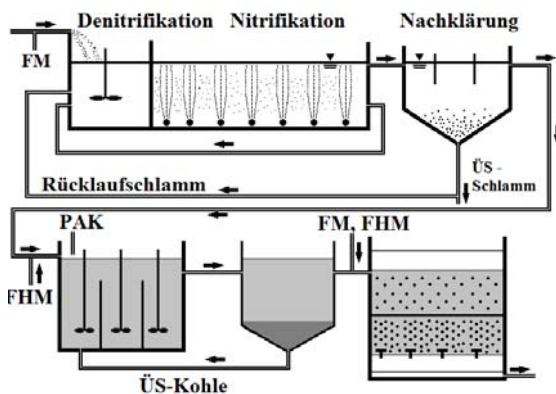 Denitrifikation
Nitrifikation
Nachklärung
FM
Rücklaufschlamm
ÜS -
Schlamm
PAK
FM, FHM
FHM
ÜS-Kohle